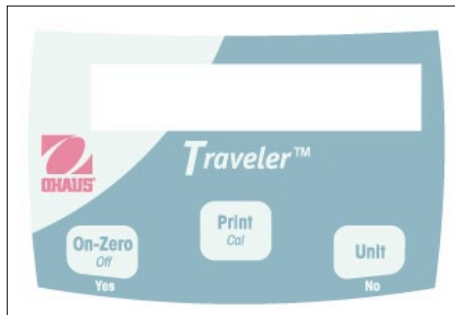 Traveler™
OHAUS®
Print
Cal
On-Zero
Off
Unit
Yes
No